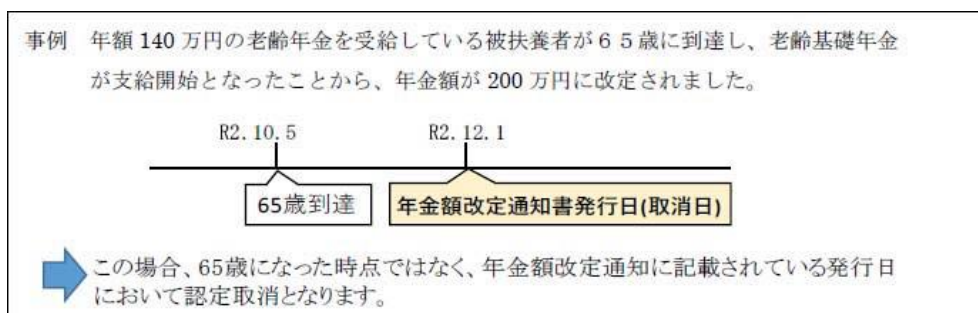 事例　年額 140 万円の老齢年金を受給している被扶養者が６５歳に到達し、老齢基礎年金
が支給開始となったことから、年金額が 200 万円に改定されました。
R2.10.5　R2.12.1
65歳到達　年金額改定通知書発行日(取消日)
この場合、65歳になった時点ではなく、年金額改定通知に記載されている発行日
において認定取消となります。